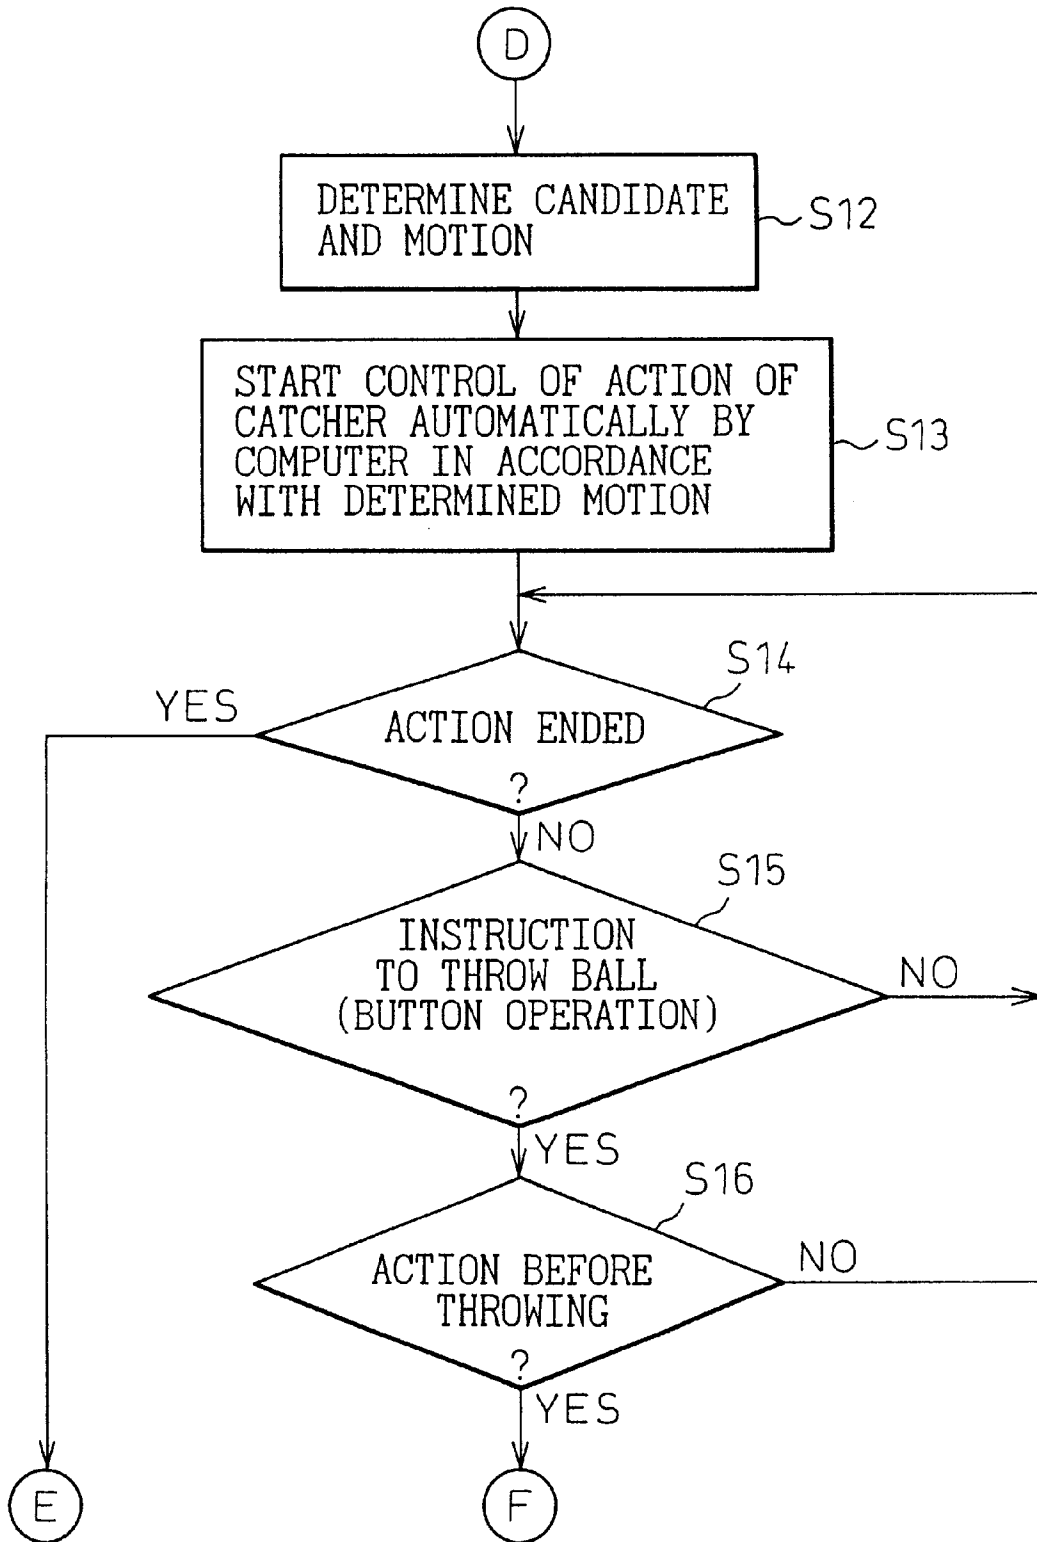 D
DETERMINE CANDIDATE
AND MOTION
S12
START CONTROL OF ACTION OF
CATCHER AUTOMATICALLY BY
COMPUTER IN ACCORDANCE
WITH DETERMINED MOTION
S13
S14
YES
ACTION ENDED
?
NO
S15
INSTRUCTION
TO THROW BALL
(BUTTON OPERATION)
NO
?
YES
S16
ACTION BEFORE
THROWING
NO
?
YES
E
F